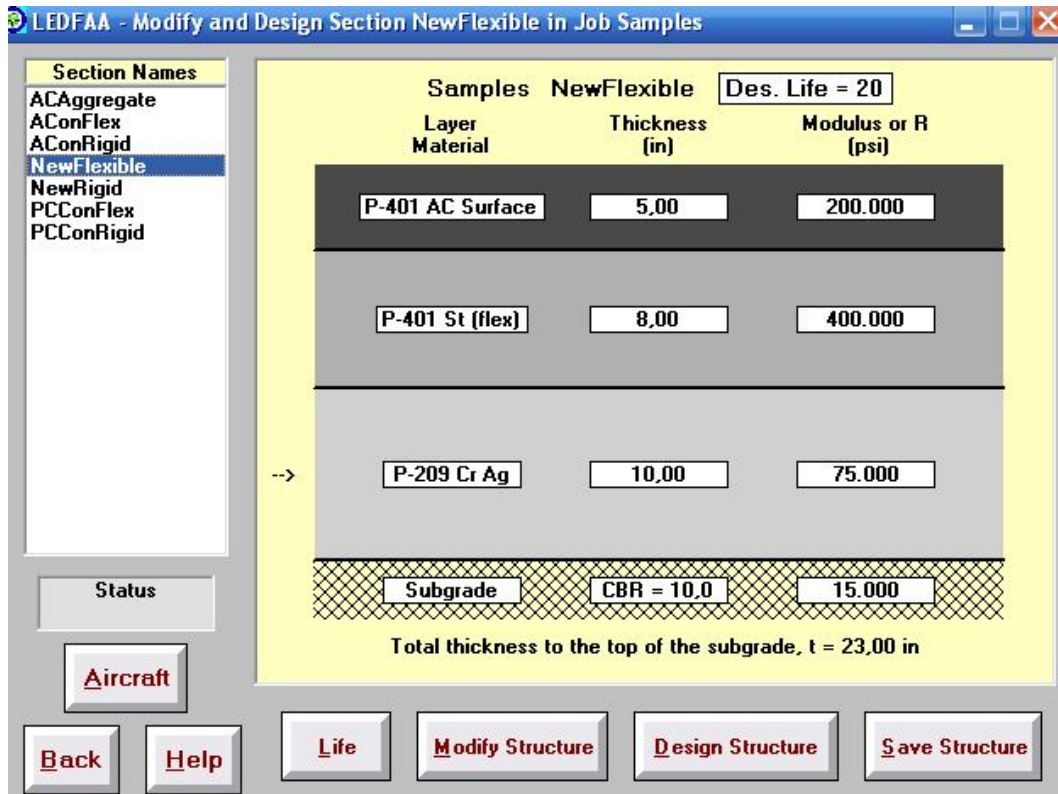 LEDFAA - Modify and Design Section NewFlexible in Job Samples
Section Names
ACAggregate
AConFlex
AConRigid
NewFlexible
NewRigid
PCConFlex
PCConRigid
Samples NewFlexible Des. Life = 20
Layer Material Thickness (in) Modulus or R (psi)
P-401 AC Surface 5,00 200.000
P-401 St (flex) 8,00 400.000
--> P-209 Cr Ag 10,00 75.000
Subgrade CBR = 10,0 15.000
Total thickness to the top of the subgrade, t = 23,00 in
Status
Aircraft
Back Help Life Modify Structure Design Structure Save Structure